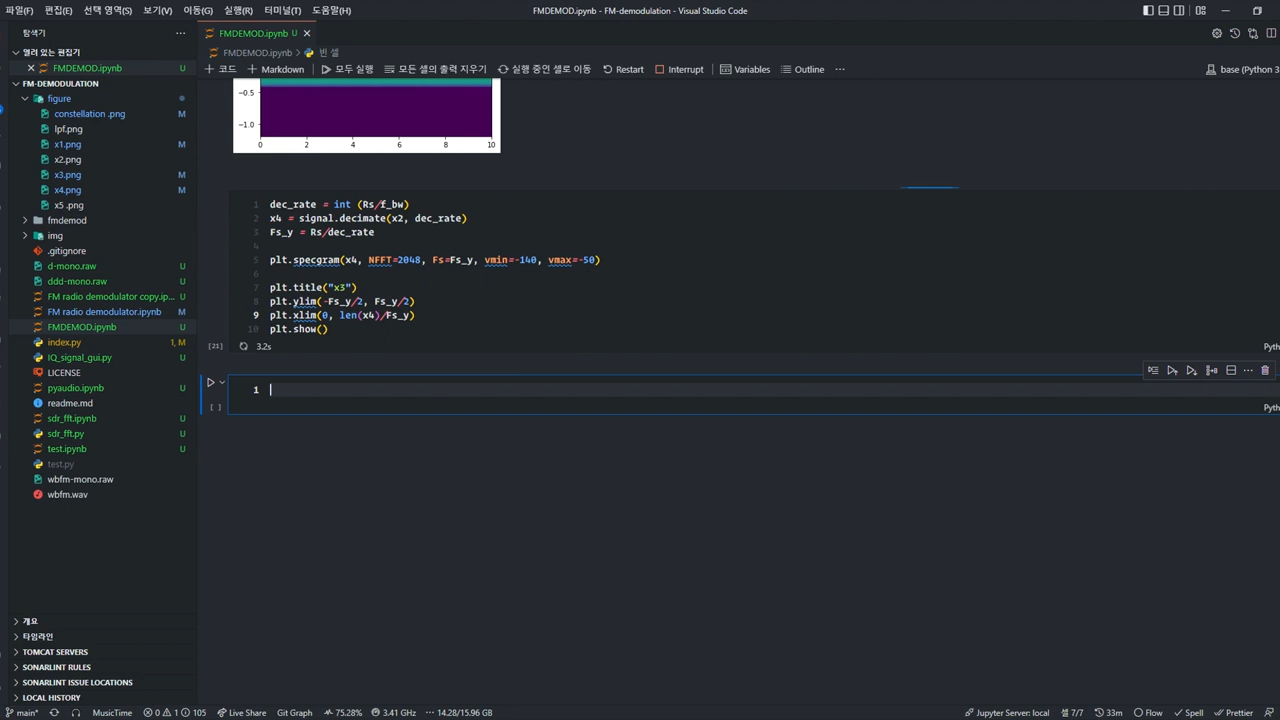 파일(F) 편집(E) 선택 영역(S) 보기(V) 이동(G) 실행(R) 터미널(T) 도움말(H)
FMDEMOD.ipynb - FM-demodulation - Visual Studio Code
탐색기
FMDEMOD.ipynb U
열려 있는 편집기
FMDEMOD.ipynb > 빈 셀
FMDEMOD.ipynb U
코드 Markdown 모두 실행 모든 셀의 출력 지우기 실행 중인 셀로 이동 Restart Interrupt Variables Outline
base (Python 3
FM-DEMODULATION
figure
constellation .png M
lpf.png
x1.png M
x2.png
x3.png M
x4.png M
x5 .png
fmdemod
img
.gitignore
d-mono.raw U
ddd-mono.raw U
FM radio demodulator copy.ip... U
FM radio demodulator.ipynb U
FMDEMOD.ipynb U
index.py 1, M
IQ_signal_gui.py U
LICENSE
pyaudio.ipynb U
readme.md
sdr_fft.ipynb U
sdr_fft.py U
test.ipynb U
test.py
wbfm-mono.raw
wbfm.wav
개요
타임라인
TOMCAT SERVERS
SONARLINT RULES
SONARLINT ISSUE LOCATIONS
LOCAL HISTORY
−0.5
−1.0
0 2 4 6 8 10
1 dec_rate = int (Rs/f_bw)
2 x4 = signal.decimate(x2, dec_rate)
3 Fs_y = Rs/dec_rate
4
5 plt.specgram(x4, NFFT=2048, Fs=Fs_y, vmin=-140, vmax=-50)
6
7 plt.title("x3")
8 plt.ylim(-Fs_y/2, Fs_y/2)
9 plt.xlim(0, len(x4)/Fs_y)
10 plt.show()
[21] 3.2s
Pyth
1
[ ]
Pyth
main* MusicTime 0 1 105 Live Share Git Graph 75.28% 3.41 GHz 14.28/15.96 GB
Jupyter Server: local 셀 7/7 33m Flow Spell Prettier